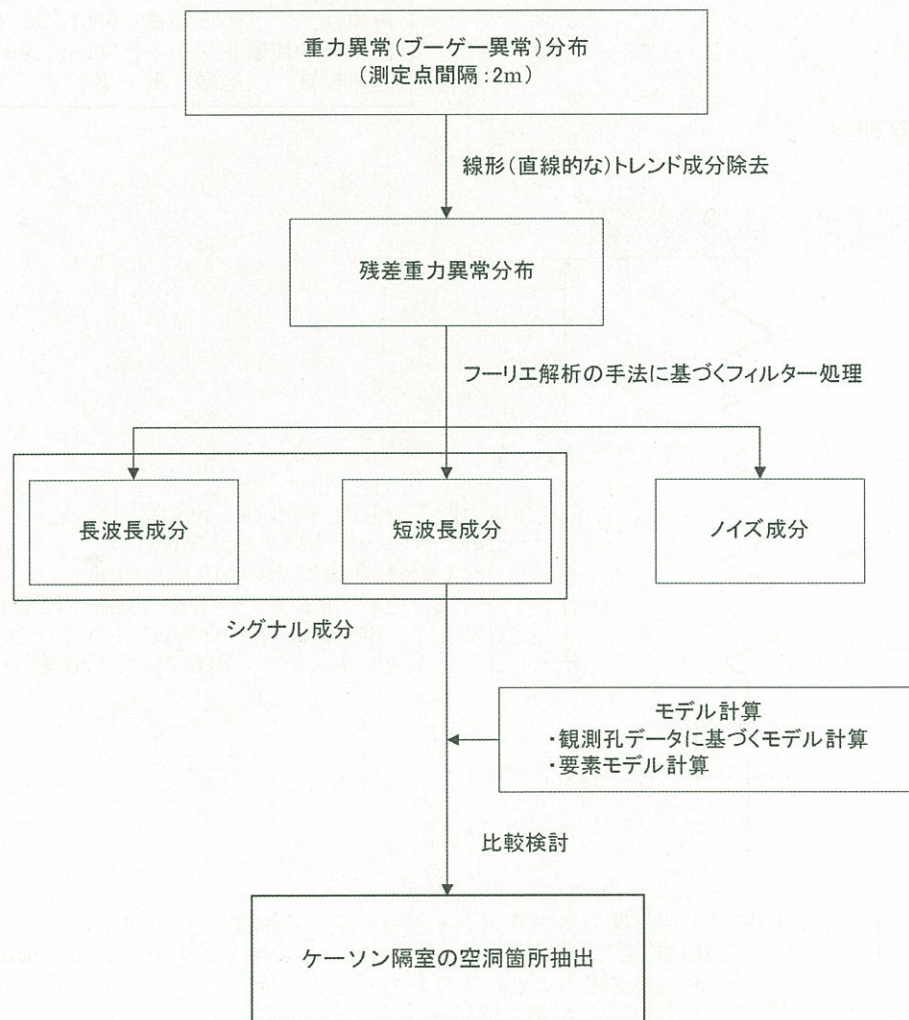 重力異常(ブーゲー異常)分布
(測定点間隔:2m)
線形(直線的な)トレンド成分除去
残差重力異常分布
フーリエ解析の手法に基づくフィルター処理
長波長成分
短波長成分
ノイズ成分
シグナル成分
モデル計算
・観測孔データに基づくモデル計算
・要素モデル計算
比較検討
ケーソン隔室の空洞箇所抽出